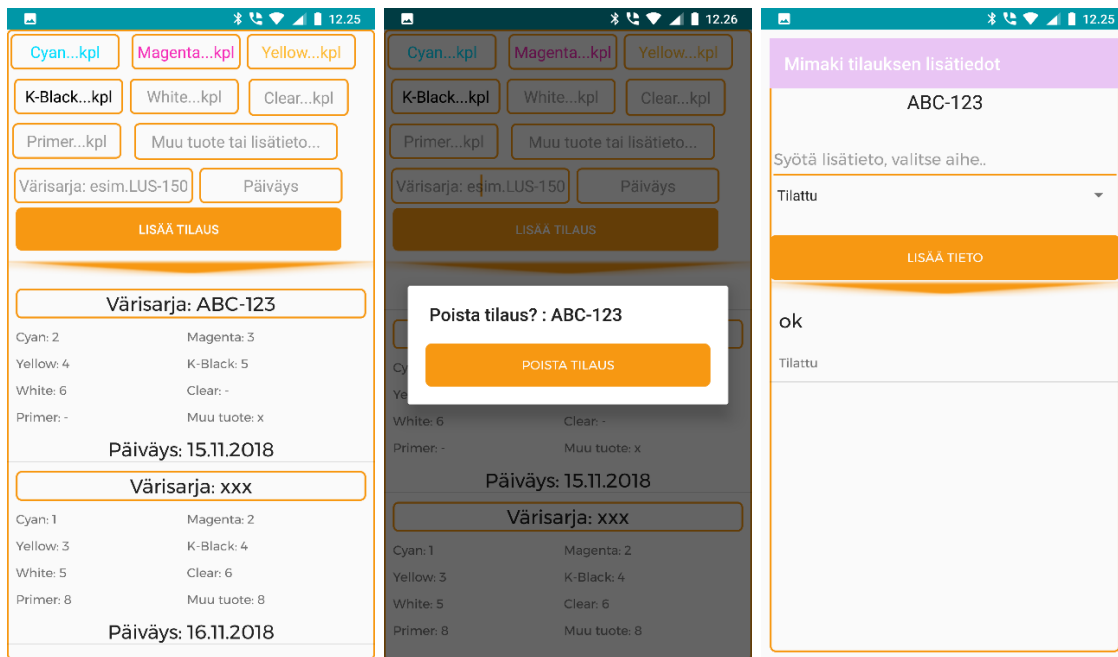 12.25
Cyan...kpl Magenta...kpl Yellow...kpl
K-Black...kpl White...kpl Clear...kpl
Primer...kpl Muu tuote tai lisätieto...
Värisarja: esim.LUS-150 Päiväys
LISÄÄ TILAUS
Värisarja: ABC-123
Cyan: 2 Magenta: 3
Yellow: 4 K-Black: 5
White: 6 Clear: -
Primer: - Muu tuote: x
Päiväys: 15.11.2018
Värisarja: xxx
Cyan: 1 Magenta: 2
Yellow: 3 K-Black: 4
White: 5 Clear: 6
Primer: 8 Muu tuote: 8
Päiväys: 16.11.2018
12.26
Cyan...kpl Magenta...kpl Yellow...kpl
K-Black...kpl White...kpl Clear...kpl
Primer...kpl Muu tuote tai lisätieto...
Värisarja: esim.LUS-150 Päiväys
LISÄÄ TILAUS
Poista tilaus? : ABC-123
POISTA TILAUS
White: 6 Clear: -
Primer: - Muu tuote: x
Päiväys: 15.11.2018
Värisarja: xxx
Cyan: 1 Magenta: 2
Yellow: 3 K-Black: 4
White: 5 Clear: 6
Primer: 8 Muu tuote: 8
12.25
Mimaki tilauksen lisätiedot
ABC-123
Syötä lisätieto, valitse aihe..
Tilattu
LISÄÄ TIETO
ok
Tilattu